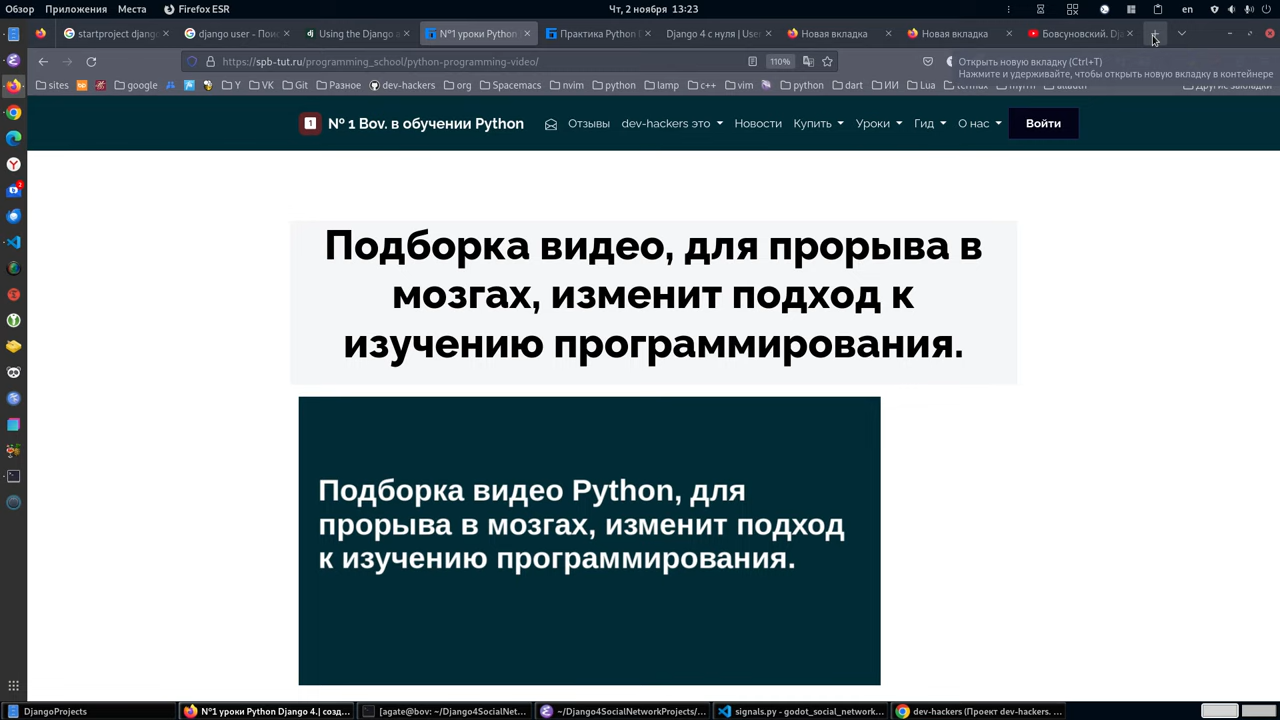 Обзор Приложения Места Firefox ESR Чт, 2 ноября 13:23 en
startproject django django user - Поис Using the Django a №1 уроки Python Практика Python Django 4 с нуля | User Новая вкладка Новая вкладка Бовсуновский. Dja
https://spb-tut.ru/programming_school/python-programming-video/ 110%
Открыть новую вкладку (Ctrl+T)
Нажмите и удерживайте, чтобы открыть новую вкладку в контейнере
sites google Y VK Git Разное dev-hackers org Spacemacs nvim python lamp c++ vim python dart ИИ Lua Другие закладки
1 № 1 Bov. в обучении Python Отзывы dev-hackers это Новости Купить Уроки Гид О нас Войти
Подборка видео, для прорыва в
мозгах, изменит подход к
изучению программирования.
Подборка видео Python, для
прорыва в мозгах, изменит подход
к изучению программирования.
DjangoProjects №1 уроки Python Django 4.| созд... [agate@bov: ~/Django4SocialNet... ~/Django4SocialNetworkProjects/... signals.py - godot_social_network... dev-hackers (Проект dev-hackers. ...